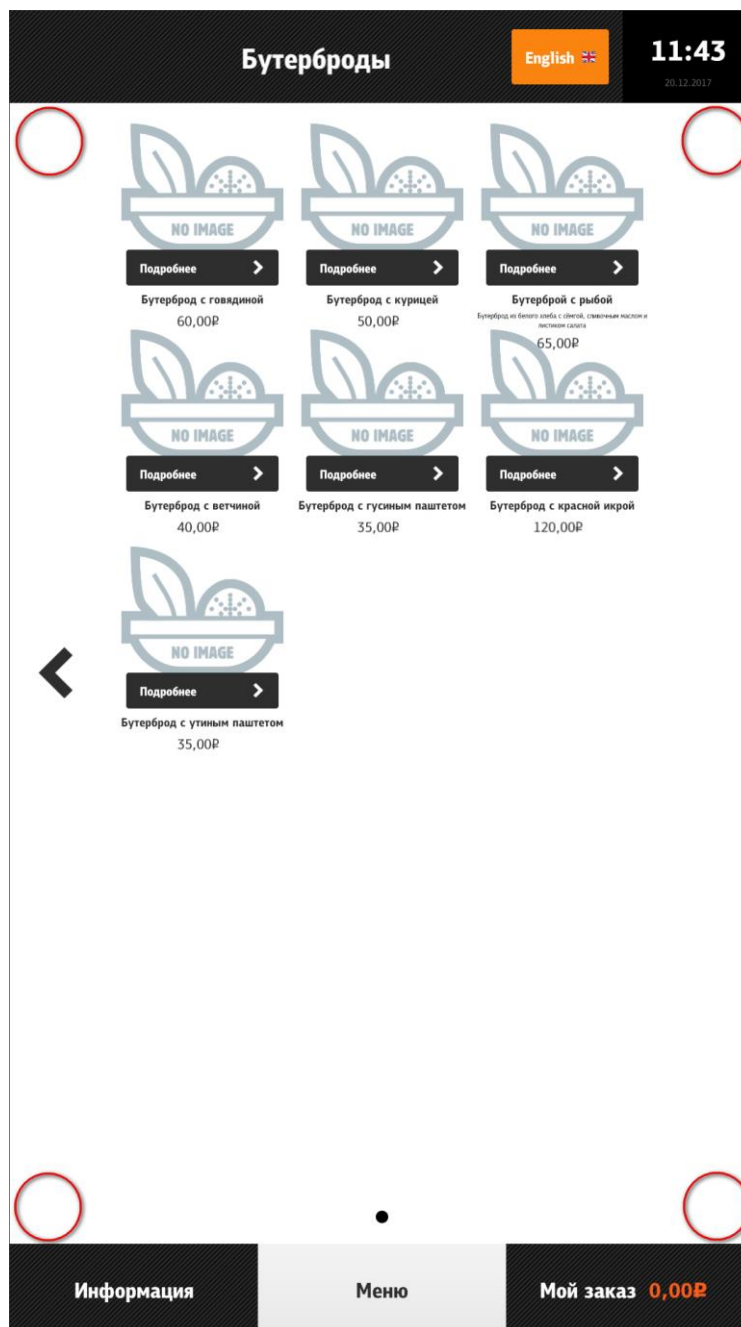 Бутерброды
English
11:43
20.12.2017
NO IMAGE
NO IMAGE
NO IMAGE
Подробнее
Подробнее
Подробнее
Бутерброд с говядиной
Бутерброд с курицей
Бутерброй с рыбой
Бутерброд из белого хлеба с сёмгой, сливочным маслом и
листиком салата
60,00₽
50,00₽
65,00₽
NO IMAGE
NO IMAGE
NO IMAGE
Подробнее
Подробнее
Подробнее
Бутерброд с ветчиной
Бутерброд с гусиным паштетом
Бутерброд с красной икрой
40,00₽
35,00₽
120,00₽
NO IMAGE
Подробнее
Бутерброд с утиным паштетом
35,00₽
Информация
Меню
Мой заказ 0,00₽